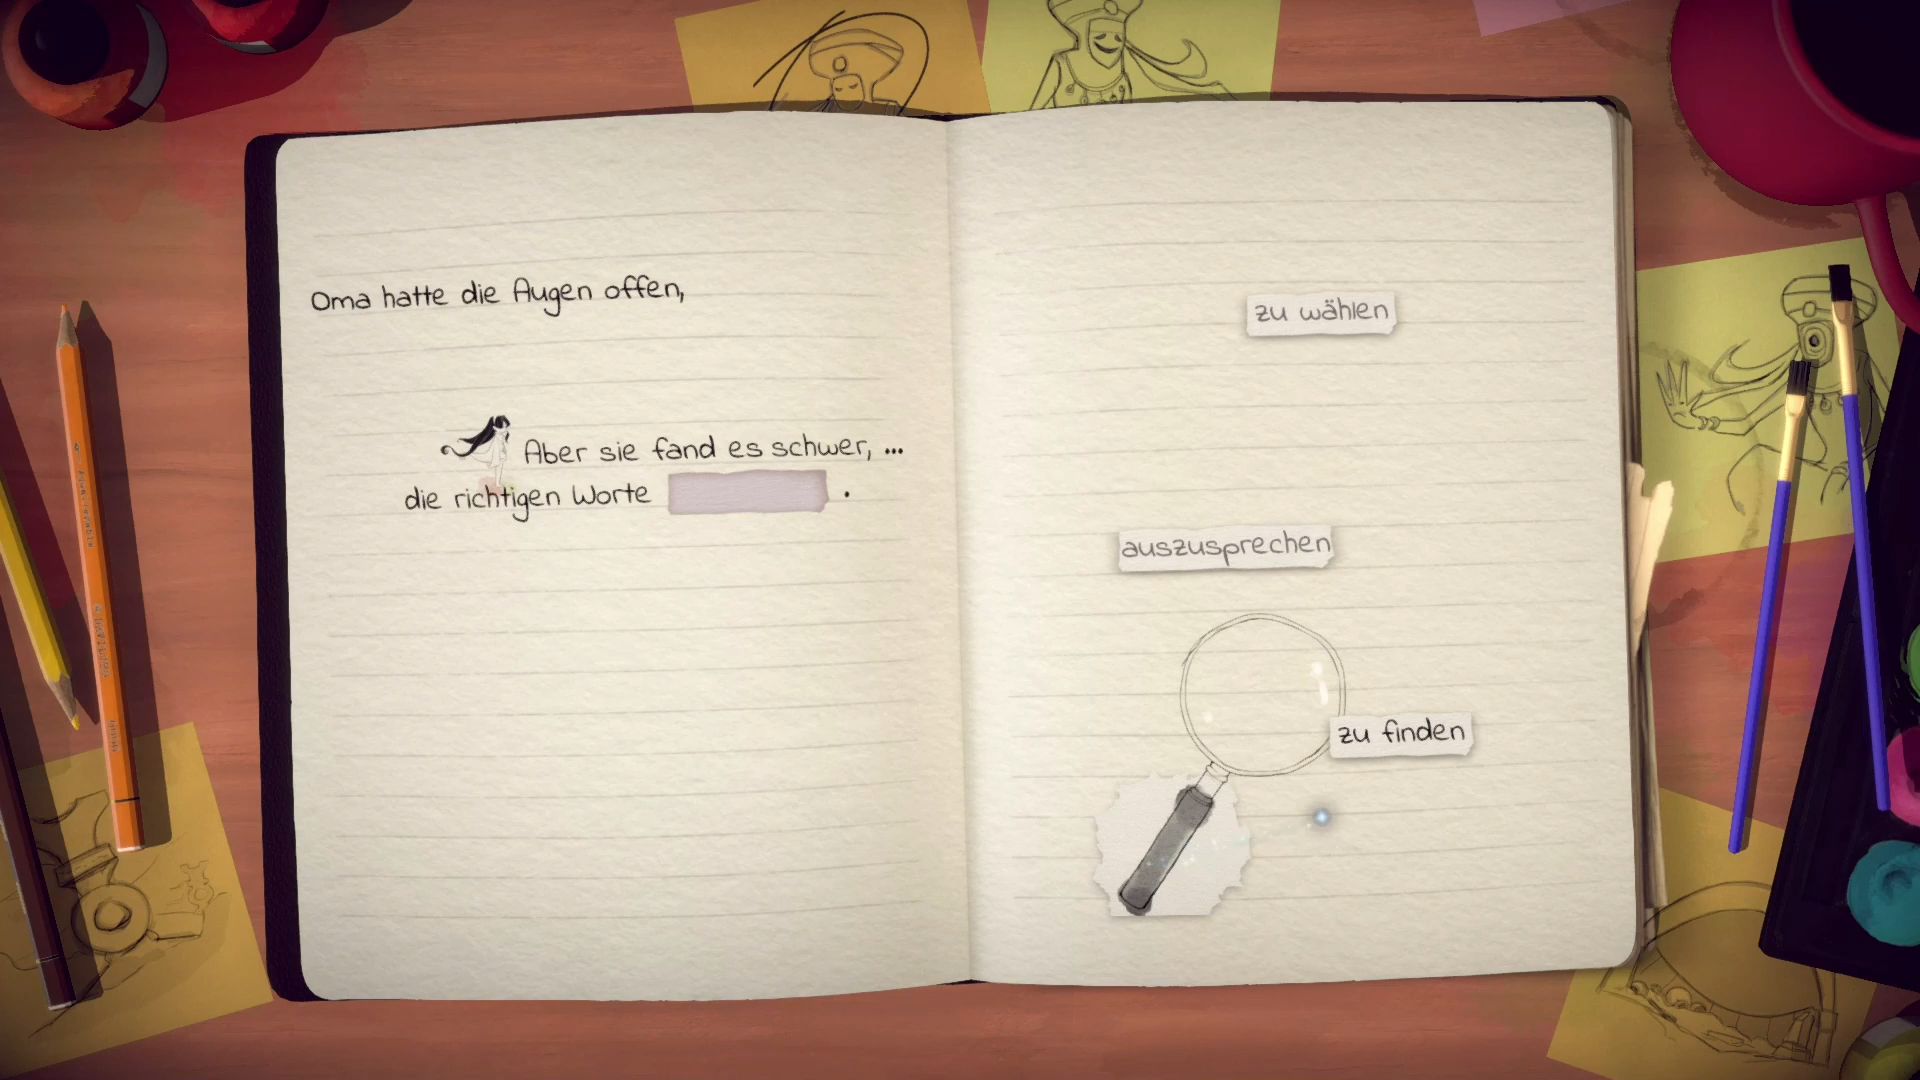 Oma hatte die Augen offen,
Aber sie fand es schwer, ...
die richtigen Worte .
zu wählen
auszusprechen
zu finden